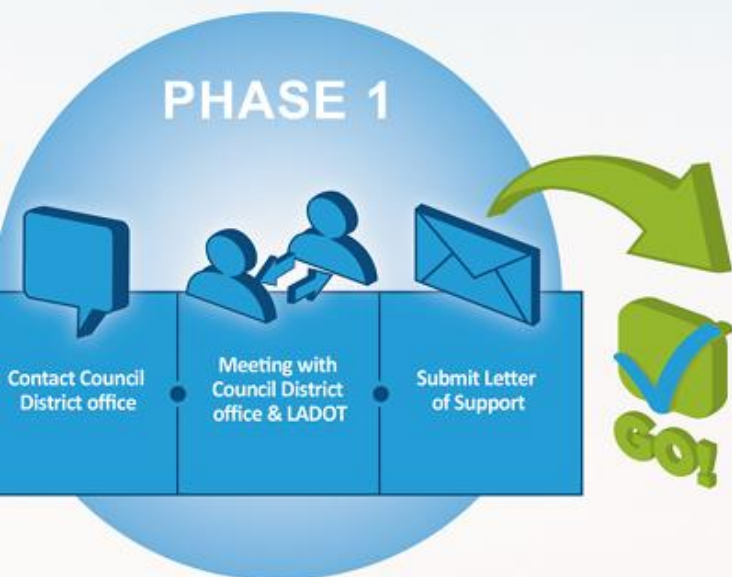 PHASE 1
Contact Council
District office
Meeting with
Council District
office & LADOT
Submit Letter
of Support
GO!